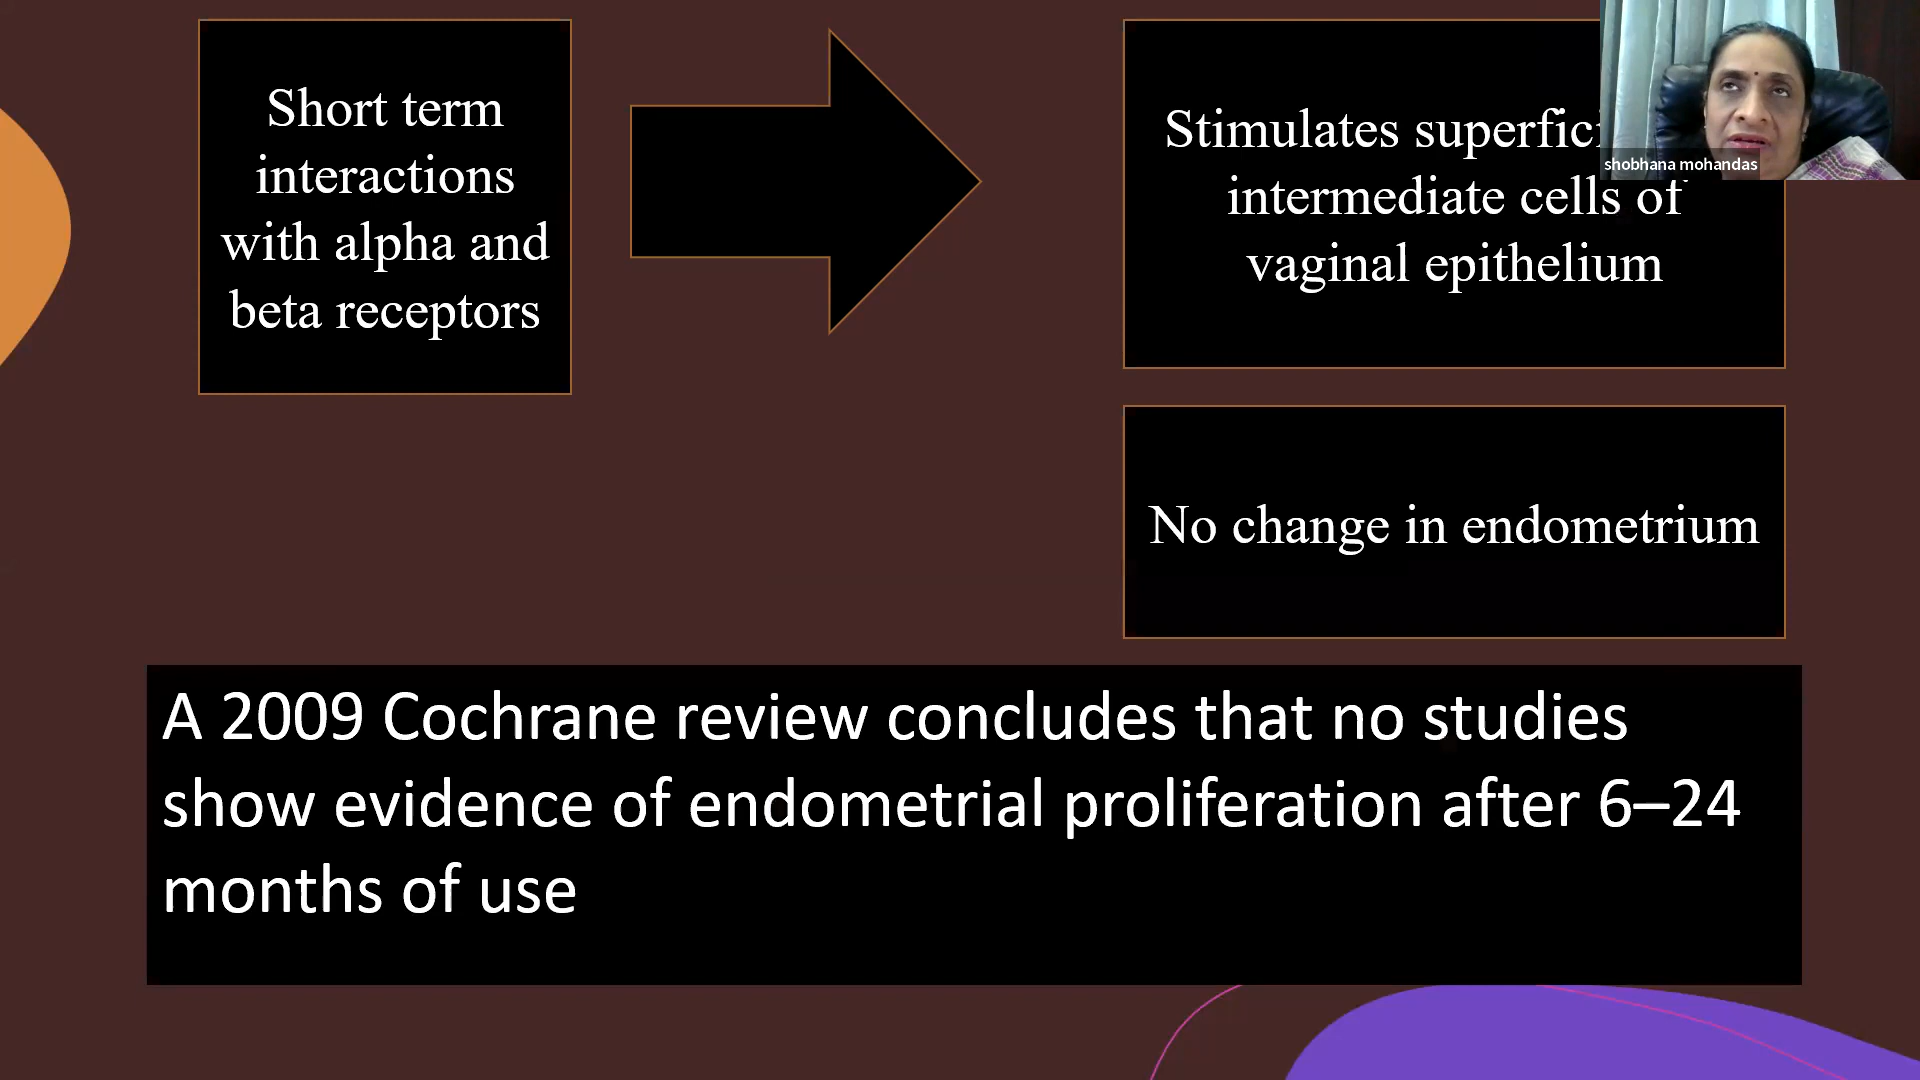 Short term
interactions
with alpha and
beta receptors
Stimulates
intermediate cells of
vaginal epithelium
shobhana mohandas
No change in endometrium
A 2009 Cochrane review concludes that no studies
show evidence of endometrial proliferation after 6–24
months of use